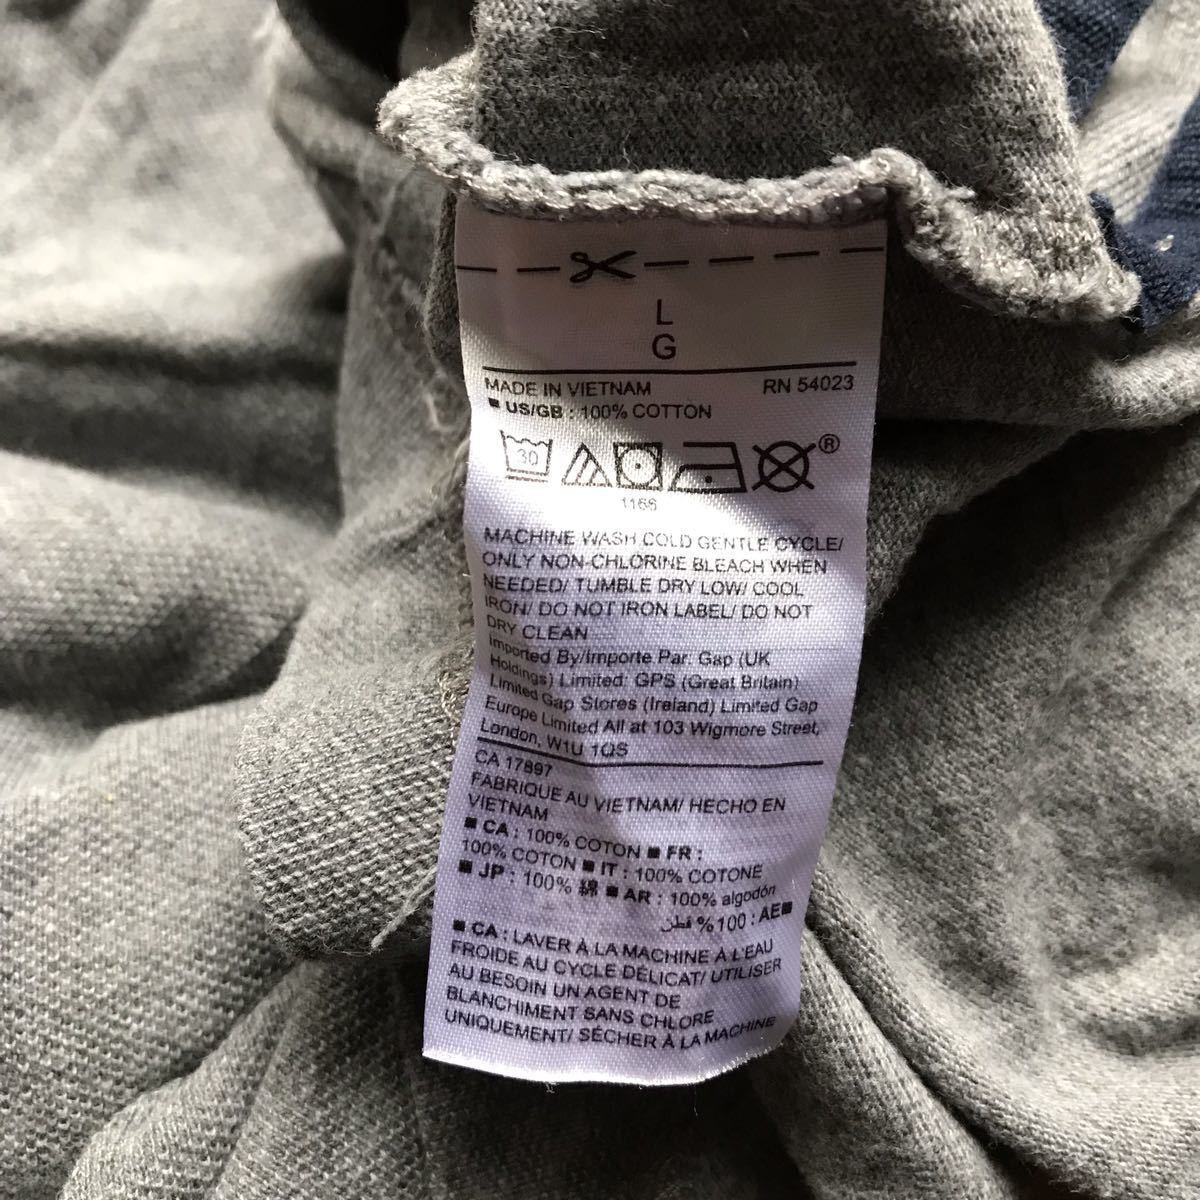 L
G
MADE IN VIETNAM RN 54023
■ US/GB : 100% COTTON
30 ®
1166
MACHINE WASH COLD GENTLE CYCLE/
ONLY NON-CHLORINE BLEACH WHEN
NEEDED/ TUMBLE DRY LOW/ COOL
IRON/ DO NOT IRON LABEL/ DO NOT
DRY CLEAN
Imported By/Importe Par. Gap (UK
Holdings) Limited: GPS (Great Britain)
Limited Gap Stores (Ireland) Limited Gap
Europe Limited All at 103 Wigmore Street,
London, W1U 1QS
CA 17897
FABRIQUE AU VIETNAM/ HECHO EN
VIETNAM
■ CA : 100% COTON ■ FR :
100% COTON ■ IT : 100% COTONE
■ JP : 100% 綿 ■ AR : 100% algodón
■AE : 100% قطن
■ CA : LAVER À LA MACHINE À L'EAU
FROIDE AU CYCLE DÉLICAT/ UTILISER
AU BESOIN UN AGENT DE
BLANCHIMENT SANS CHLORE
UNIQUEMENT/ SÉCHER À LA MACHINE